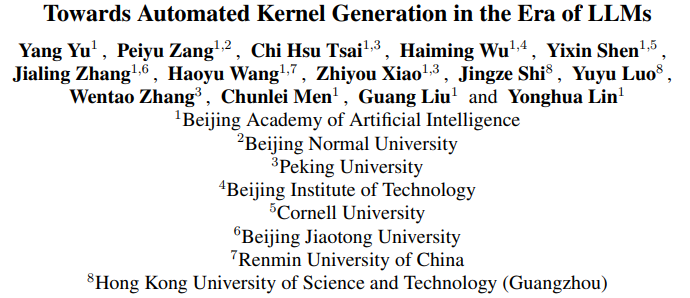 Towards Automated Kernel Generation in the Era of LLMs
Yang Yu¹ , Peiyu Zang¹,² , Chi Hsu Tsai¹,³ , Haiming Wu¹,⁴ , Yixin Shen¹,⁵ ,
Jialing Zhang¹,⁶ , Haoyu Wang¹,⁷ , Zhiyou Xiao¹,³ , Jingze Shi⁸ , Yuyu Luo⁸ ,
Wentao Zhang³ , Chunlei Men¹ , Guang Liu¹ and Yonghua Lin¹
¹Beijing Academy of Artificial Intelligence
²Beijing Normal University
³Peking University
⁴Beijing Institute of Technology
⁵Cornell University
⁶Beijing Jiaotong University
⁷Renmin University of China
⁸Hong Kong University of Science and Technology (Guangzhou)